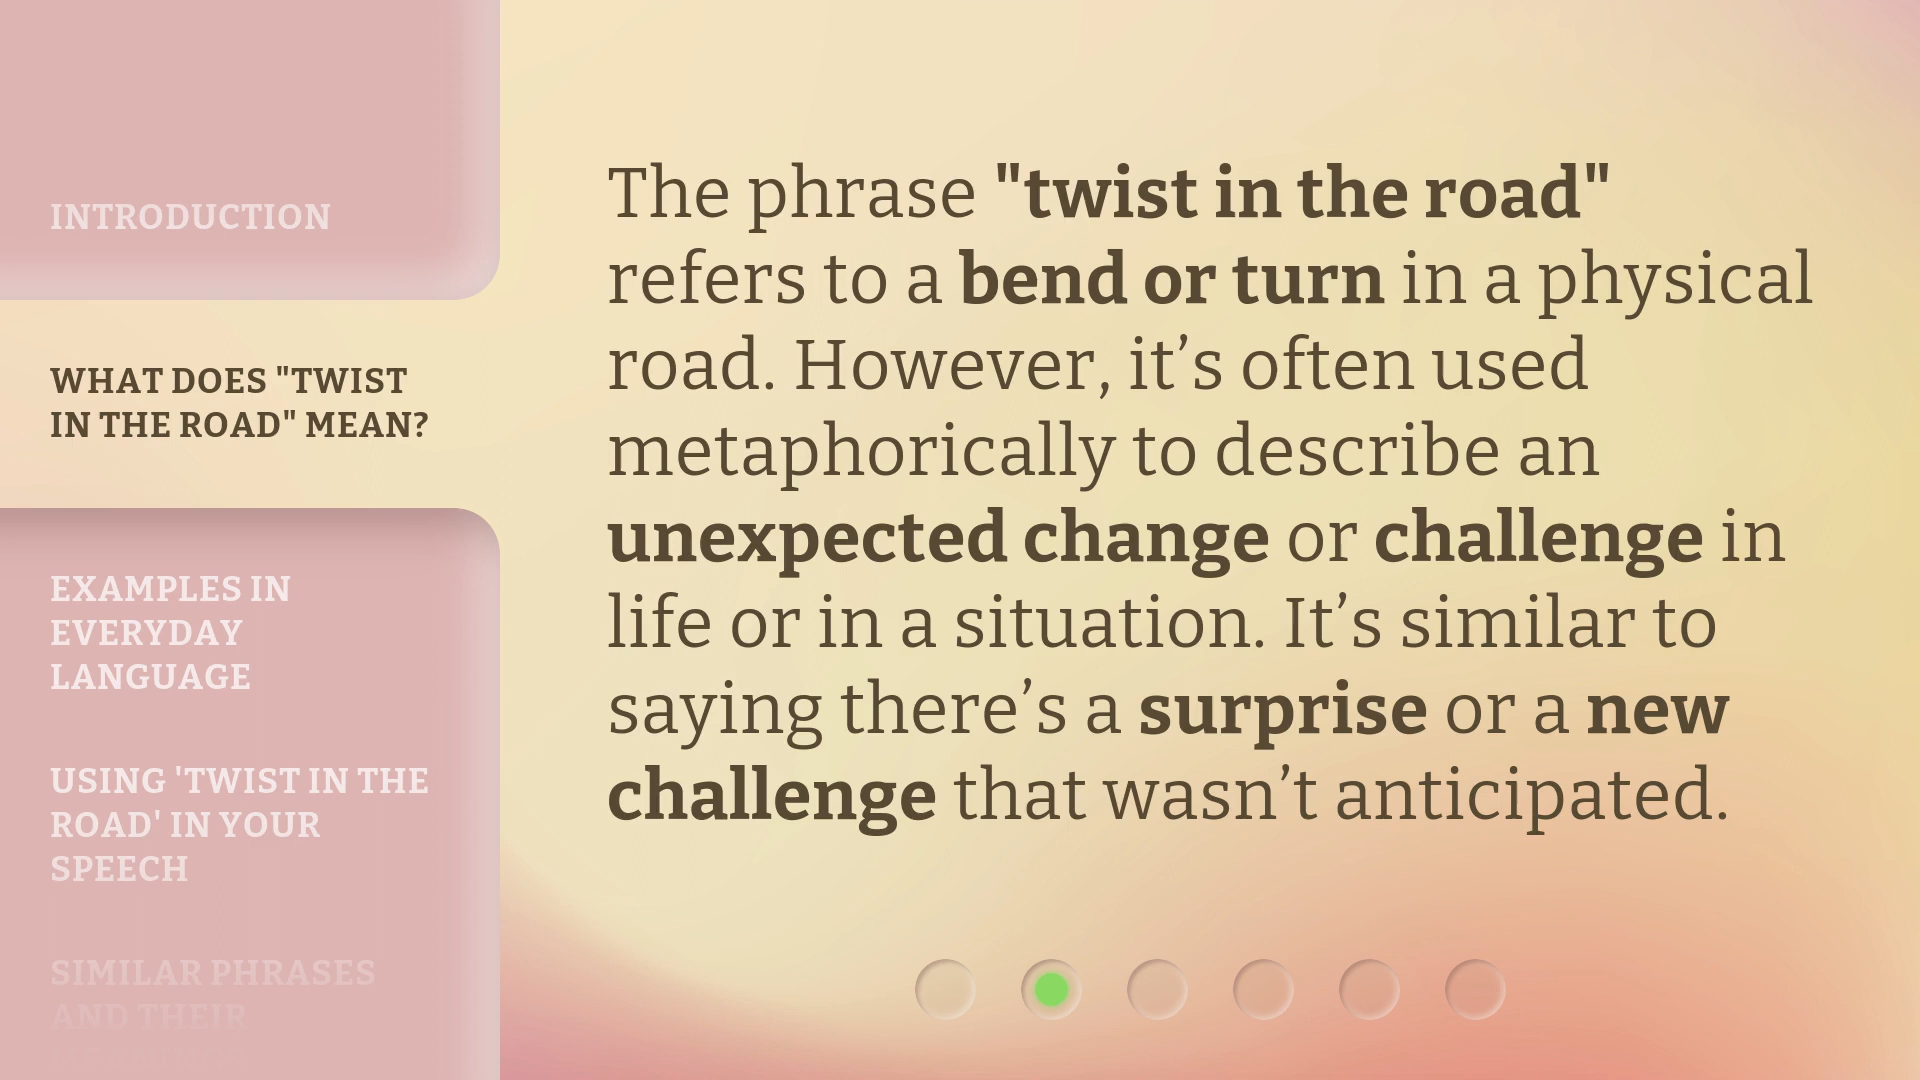 INTRODUCTION
WHAT DOES "TWIST
IN THE ROAD" MEAN?
EXAMPLES IN
EVERYDAY
LANGUAGE
USING 'TWIST IN THE
ROAD' IN YOUR
SPEECH
SIMILAR PHRASES
AND THEIR
The phrase "twist in the road"
refers to a bend or turn in a physical
road. However, it’s often used
metaphorically to describe an
unexpected change or challenge in
life or in a situation. It’s similar to
saying there’s a surprise or a new
challenge that wasn’t anticipated.